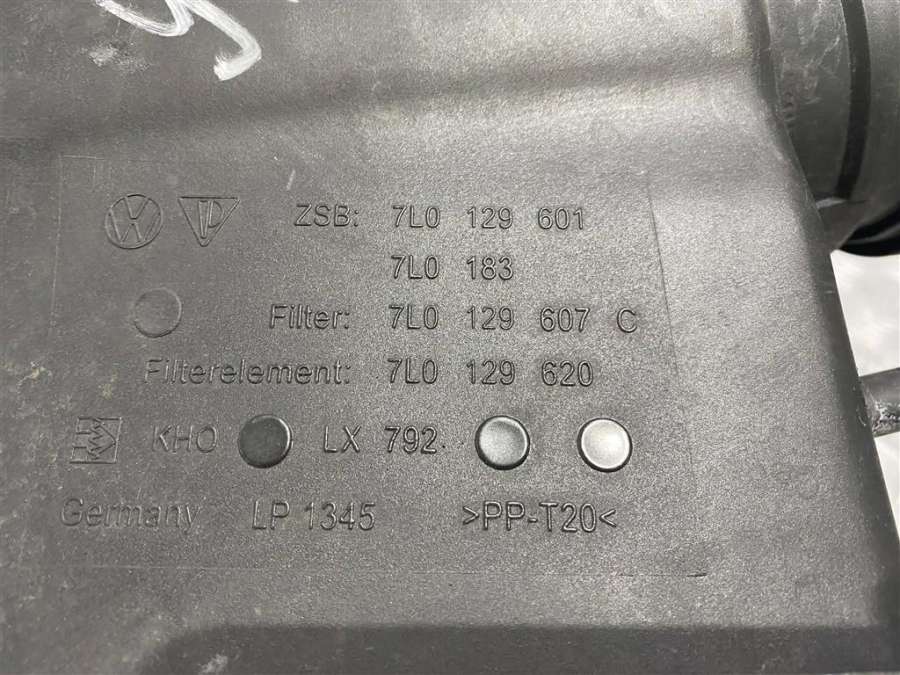 ZSB: 7L0 129 601
7L0 183
Filter: 7L0 129 607 C
Filterelement: 7L0 129 620
KHO LX 792
Germany LP 1345 >PP-T20<